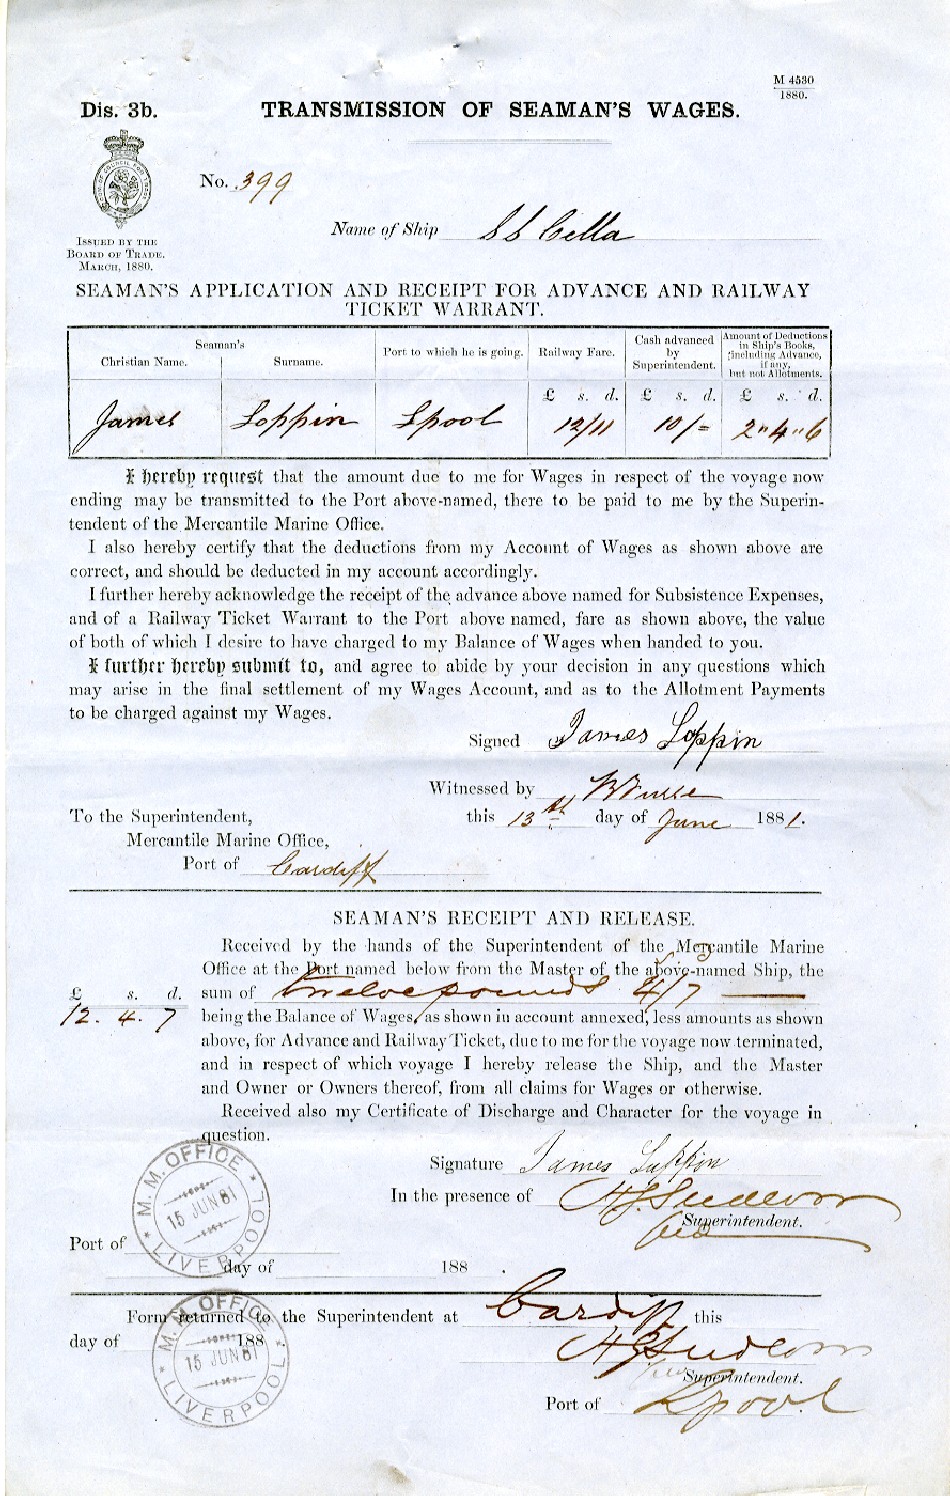 M 4530
1880.
Dis. 3b.
TRANSMISSION OF SEAMAN'S WAGES.
No. 399
Name of Ship SS Cella
ISSUED BY THE
BOARD OF TRADE.
MARCH, 1880.
SEAMAN'S APPLICATION AND RECEIPT FOR ADVANCE AND RAILWAY
TICKET WARRANT.
Seaman's
Christian Name.
Surname.
Port to which he is going.
Railway Fare.
Cash advanced
by
Superintendent.
Amount of Deductions
in Ship's Books,
including Advance,
if any,
but not Allotments.
£ s. d. £ s. d. £ s. d.
James Loppin Lpool 12/11 10/= 2"4"6
I hereby request that the amount due to me for Wages in respect of the voyage now
ending may be transmitted to the Port above-named, there to be paid to me by the Superin-
tendent of the Mercantile Marine Office.
I also hereby certify that the deductions from my Account of Wages as shown above are
correct, and should be deducted in my account accordingly.
I further hereby acknowledge the receipt of the advance above named for Subsistence Expenses,
and of a Railway Ticket Warrant to the Port above named, fare as shown above, the value
of both of which I desire to have charged to my Balance of Wages when handed to you.
I further hereby submit to, and agree to abide by your decision in any questions which
may arise in the final settlement of my Wages Account, and as to the Allotment Payments
to be charged against my Wages.
Signed James Loppin
Witnessed by
To the Superintendent,
this 13th day of June 1881.
Mercantile Marine Office,
Port of Cardiff
SEAMAN'S RECEIPT AND RELEASE.
Received by the hands of the Superintendent of the Mercantile Marine
Office at the Port named below from the Master of the above-named Ship, the
£ s. d.
sum of twelve pounds 4/7
12. 4. 7
being the Balance of Wages, as shown in account annexed, less amounts as shown
above, for Advance and Railway Ticket, due to me for the voyage now terminated,
and in respect of which voyage I hereby release the Ship, and the Master
and Owner or Owners thereof, from all claims for Wages or otherwise.
Received also my Certificate of Discharge and Character for the voyage in
question.
Signature James Loppin
In the presence of
Superintendent.
M. M. OFFICE
15 JUN 81
LIVERPOOL
Port of
day of 188 .
Form returned to the Superintendent at Cardiff this
day of 188 .
M. M. OFFICE
15 JUN 81
LIVERPOOL
Superintendent.
Port of Lpool